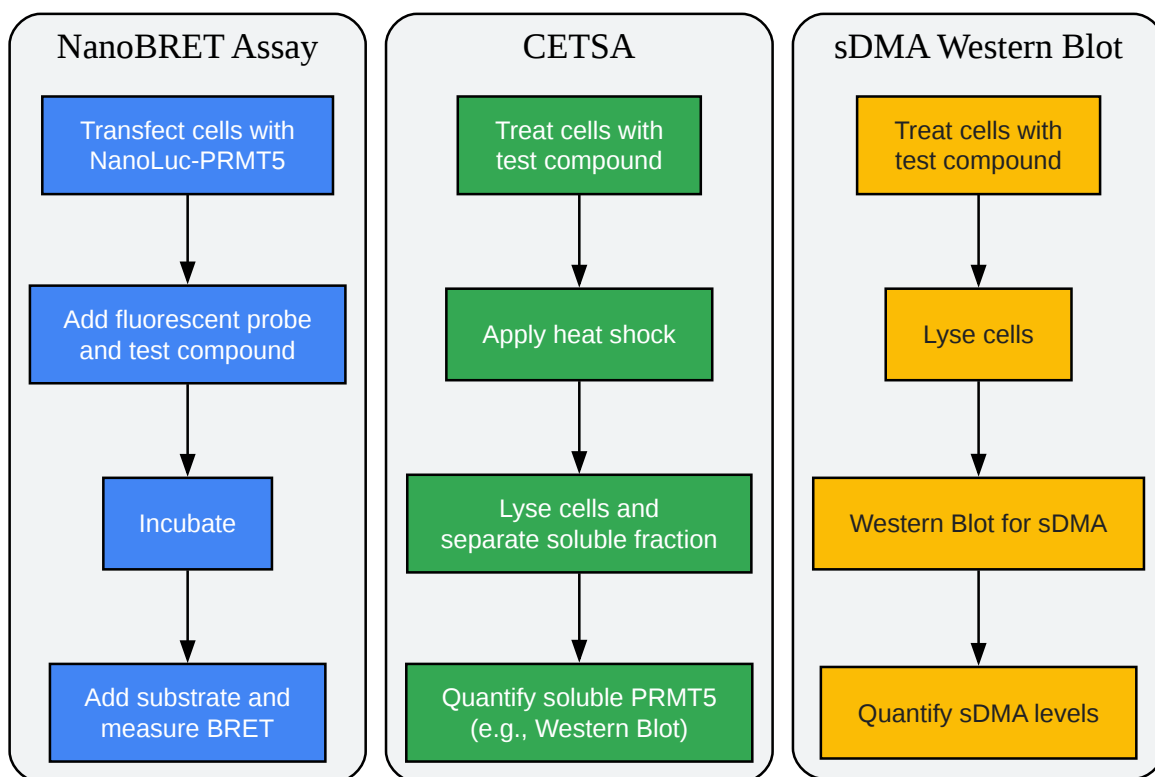 NanoBRET Assay
Transfect cells with
NanoLuc-PRMT5
Add fluorescent probe
and test compound
Incubate
Add substrate and
measure BRET
CETSA
Treat cells with
test compound
Apply heat shock
Lyse cells and
separate soluble fraction
Quantify soluble PRMT5
(e.g., Western Blot)
sDMA Western Blot
Treat cells with
test compound
Lyse cells
Western Blot for sDMA
Quantify sDMA levels